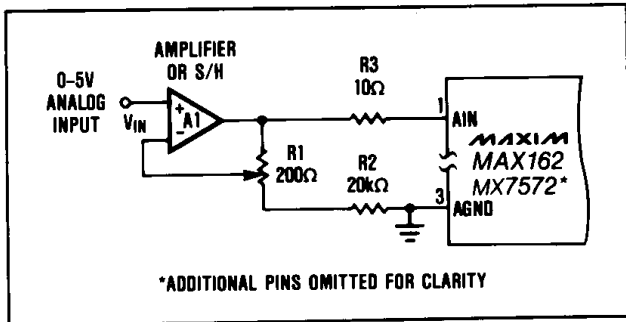 AMPLIFIER
OR S/H
0–5V
ANALOG
INPUT
VIN
+
−
A1
R1
200Ω
R3
10Ω
R2
20kΩ
1
AIN
MAXIM
MAX162
MX7572*
3
AGND
*ADDITIONAL PINS OMITTED FOR CLARITY